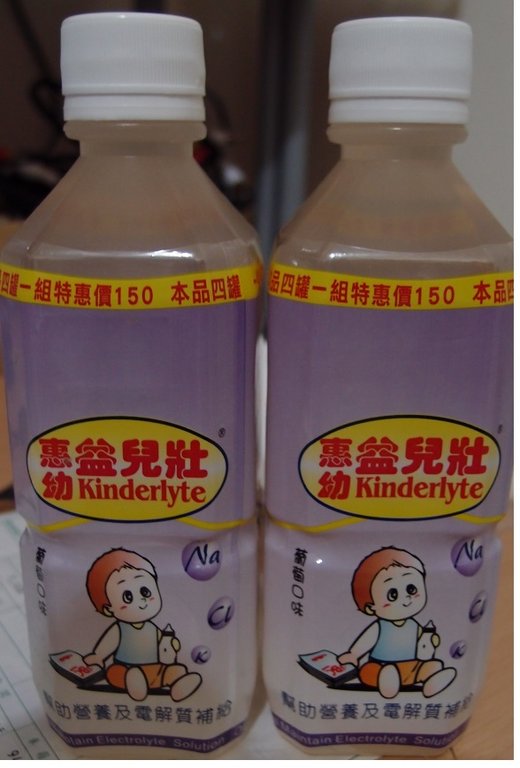 品四罐一組特惠價150 本品四罐
惠益兒壯
幼 Kinderlyte
®
葡萄口味
Na
Cl
K
幫助營養及電解質補給
Maintain Electrolyte Solution
品四罐一組特惠價150 本品四
惠益兒壯
幼 Kinderlyte
®
葡萄口味
Na
Cl
K
幫助營養及電解質補給
Maintain Electrolyte Solution